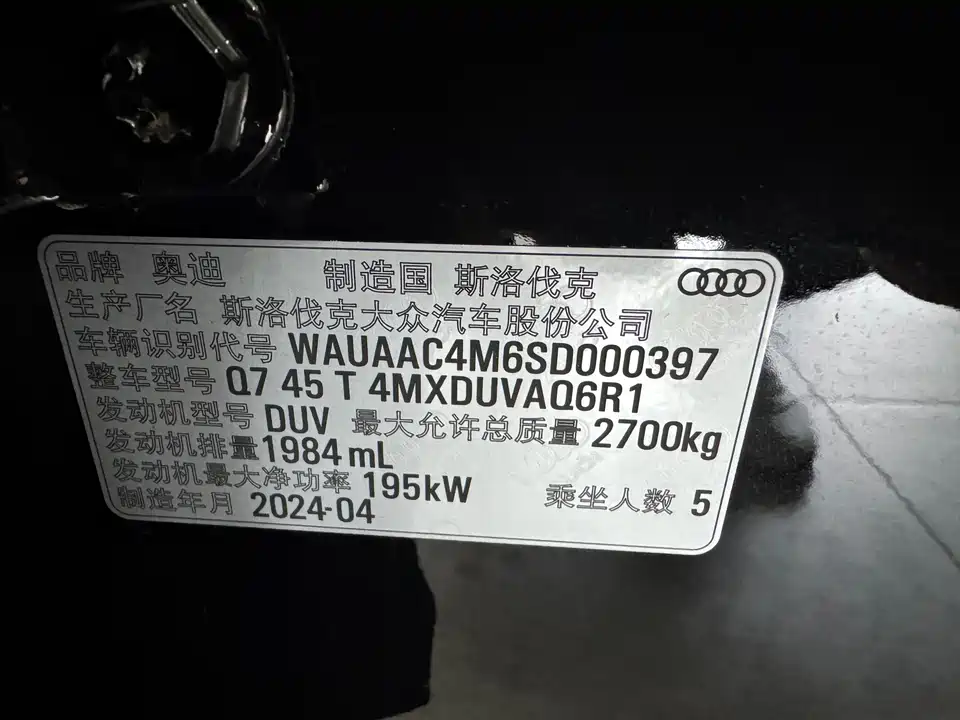 品牌 奥迪 制造国 斯洛伐克
生产厂名 斯洛伐克大众汽车股份公司
车辆识别代号 WAUAAC4M6SD000397
整车型号 Q7 45 T 4MXDUVAQ6R1
发动机型号 DUV 最大允许总质量 2700kg
发动机排量 1984 mL
发动机最大净功率 195kW 乘坐人数 5
制造年月 2024-04